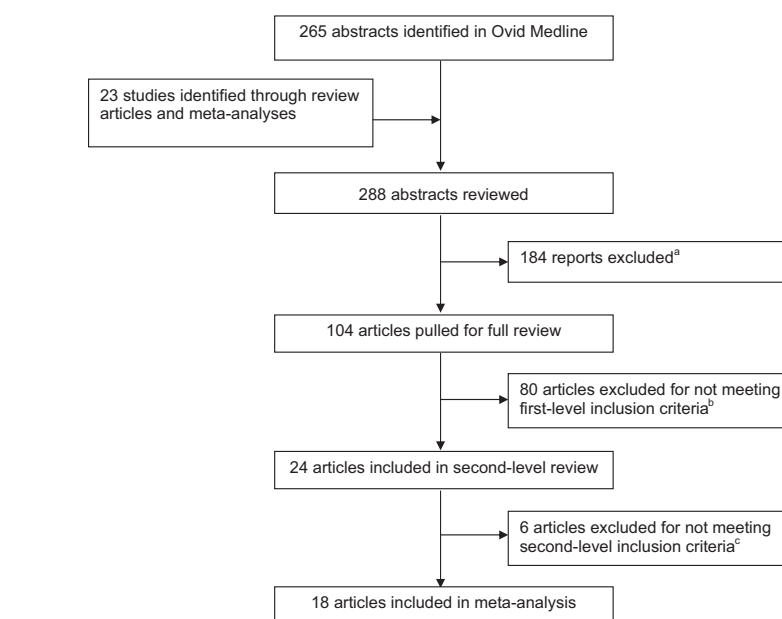 265 abstracts identified in Ovid Medline
23 studies identified through review
articles and meta-analyses
288 abstracts reviewed
184 reports excludedᵃ
104 articles pulled for full review
80 articles excluded for not meeting
first-level inclusion criteriaᵇ
24 articles included in second-level review
6 articles excluded for not meeting
second-level inclusion criteriaᶜ
18 articles included in meta-analysis